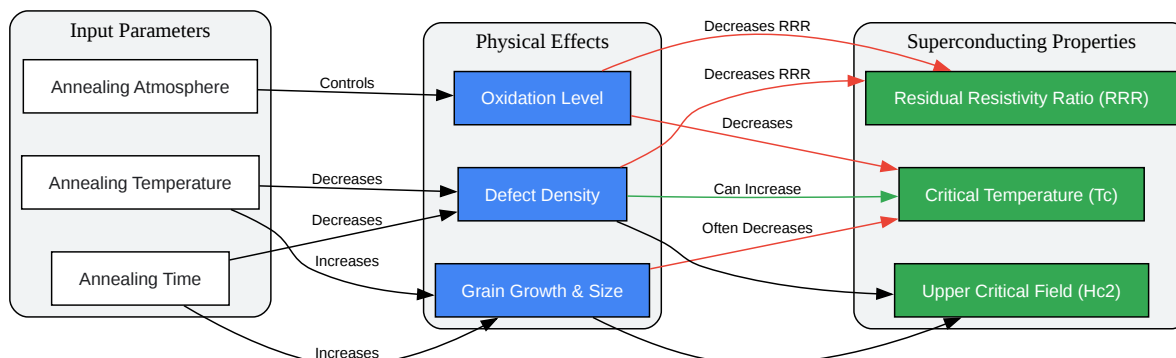 Input Parameters
Annealing Atmosphere
Annealing Temperature
Annealing Time
Controls
Decreases
Decreases
Increases
Increases
Physical Effects
Oxidation Level
Defect Density
Grain Growth & Size
Decreases RRR
Decreases RRR
Decreases
Can Increase
Often Decreases
Superconducting Properties
Residual Resistivity Ratio (RRR)
Critical Temperature (Tc)
Upper Critical Field (Hc2)